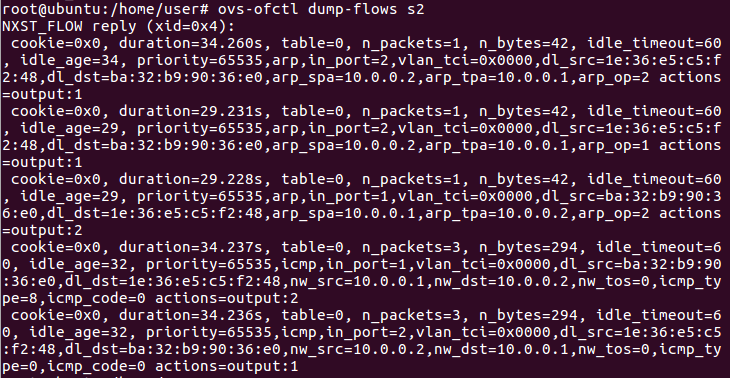 root@ubuntu:/home/user# ovs-ofctl dump-flows s2
NXST_FLOW reply (xid=0x4):
 cookie=0x0, duration=34.260s, table=0, n_packets=1, n_bytes=42, idle_timeout=60
, idle_age=34, priority=65535,arp,in_port=2,vlan_tci=0x0000,dl_src=1e:36:e5:c5:f
2:48,dl_dst=ba:32:b9:90:36:e0,arp_spa=10.0.0.2,arp_tpa=10.0.0.1,arp_op=2 actions
=output:1
 cookie=0x0, duration=29.231s, table=0, n_packets=1, n_bytes=42, idle_timeout=60
, idle_age=29, priority=65535,arp,in_port=2,vlan_tci=0x0000,dl_src=1e:36:e5:c5:f
2:48,dl_dst=ba:32:b9:90:36:e0,arp_spa=10.0.0.2,arp_tpa=10.0.0.1,arp_op=1 actions
=output:1
 cookie=0x0, duration=29.228s, table=0, n_packets=1, n_bytes=42, idle_timeout=60
, idle_age=29, priority=65535,arp,in_port=1,vlan_tci=0x0000,dl_src=ba:32:b9:90:3
6:e0,dl_dst=1e:36:e5:c5:f2:48,arp_spa=10.0.0.1,arp_tpa=10.0.0.2,arp_op=2 actions
=output:2
 cookie=0x0, duration=34.237s, table=0, n_packets=3, n_bytes=294, idle_timeout=6
0, idle_age=32, priority=65535,icmp,in_port=1,vlan_tci=0x0000,dl_src=ba:32:b9:90
:36:e0,dl_dst=1e:36:e5:c5:f2:48,nw_src=10.0.0.1,nw_dst=10.0.0.2,nw_tos=0,icmp_ty
pe=8,icmp_code=0 actions=output:2
 cookie=0x0, duration=34.236s, table=0, n_packets=3, n_bytes=294, idle_timeout=6
0, idle_age=32, priority=65535,icmp,in_port=2,vlan_tci=0x0000,dl_src=1e:36:e5:c5
:f2:48,dl_dst=ba:32:b9:90:36:e0,nw_src=10.0.0.2,nw_dst=10.0.0.1,nw_tos=0,icmp_ty
pe=0,icmp_code=0 actions=output:1